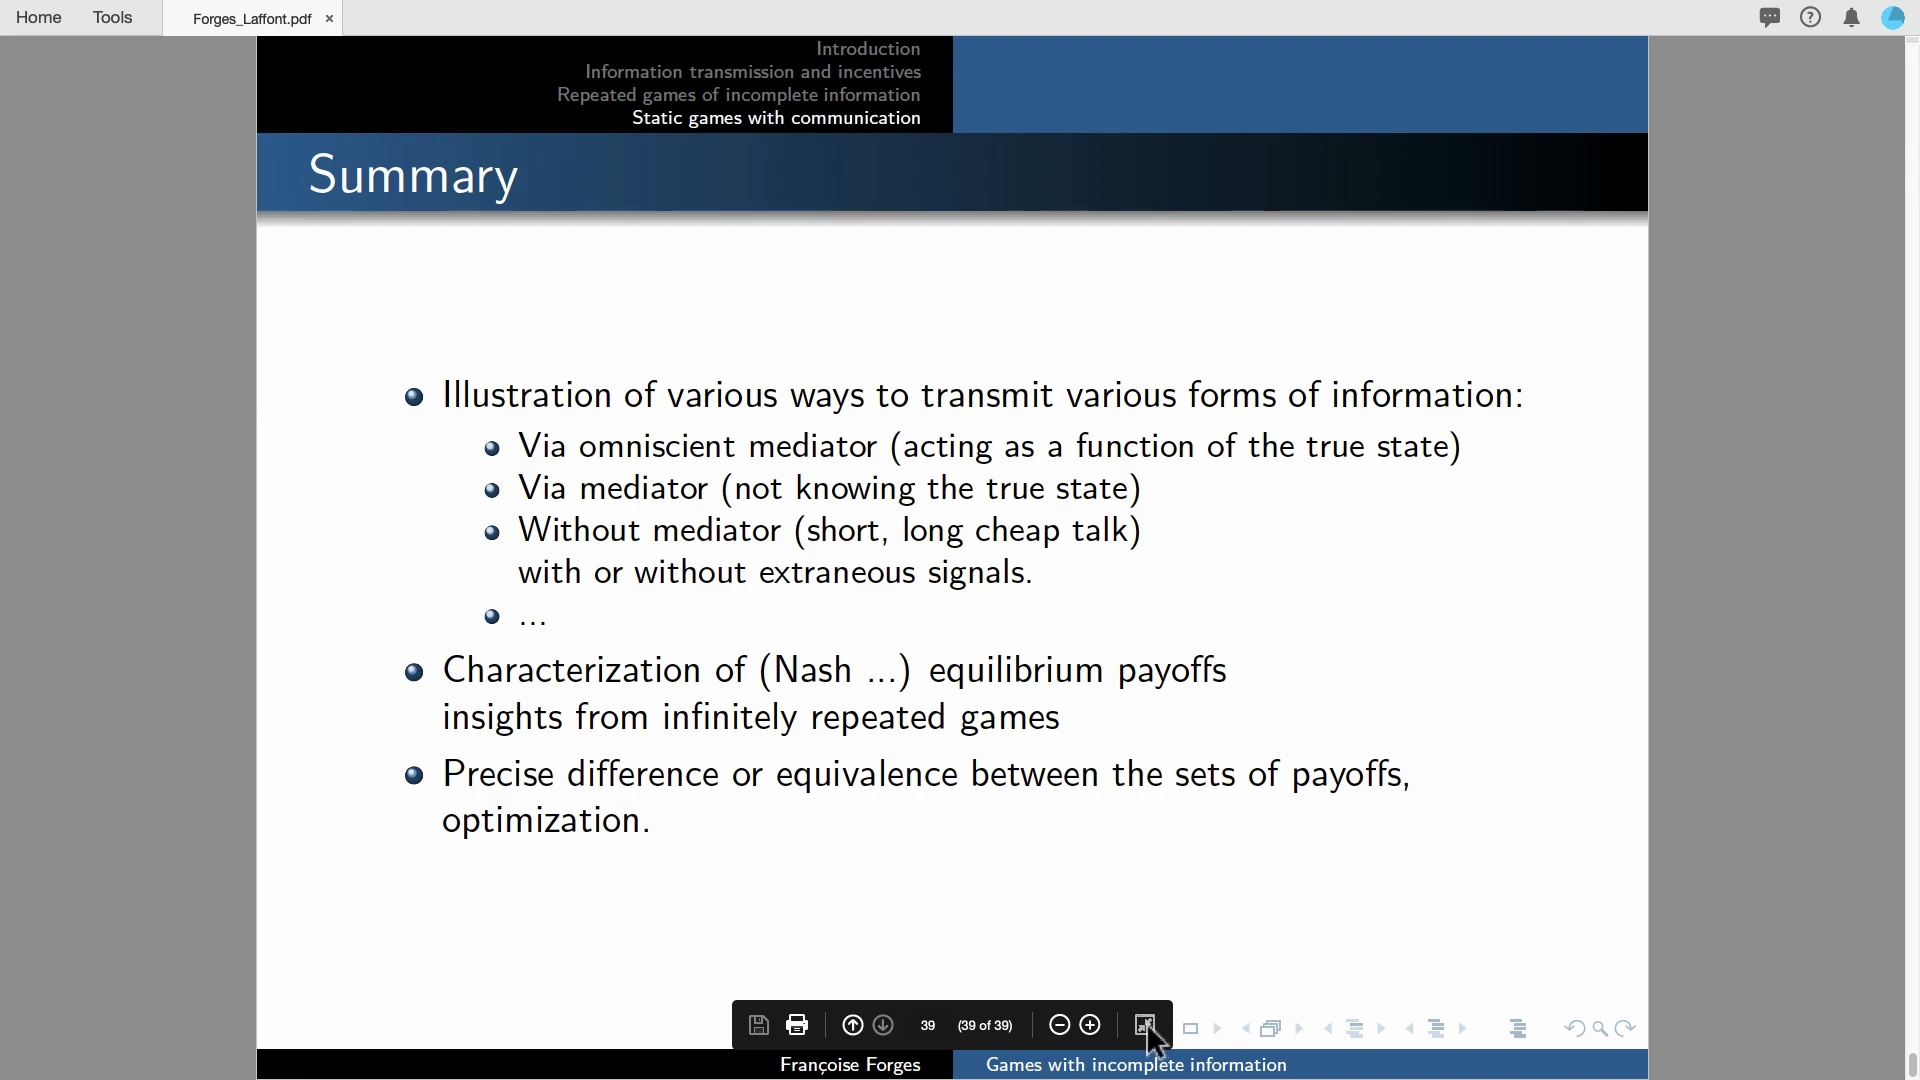 Home Tools Forges_Laffont.pdf ×
Introduction
Information transmission and incentives
Repeated games of incomplete information
Static games with communication
Summary
Illustration of various ways to transmit various forms of information:
Via omniscient mediator (acting as a function of the true state)
Via mediator (not knowing the true state)
Without mediator (short, long cheap talk)
with or without extraneous signals.
...
Characterization of (Nash ...) equilibrium payoffs
insights from infinitely repeated games
Precise difference or equivalence between the sets of payoffs,
optimization.
39 (39 of 39)
Françoise Forges Games with incomplete information